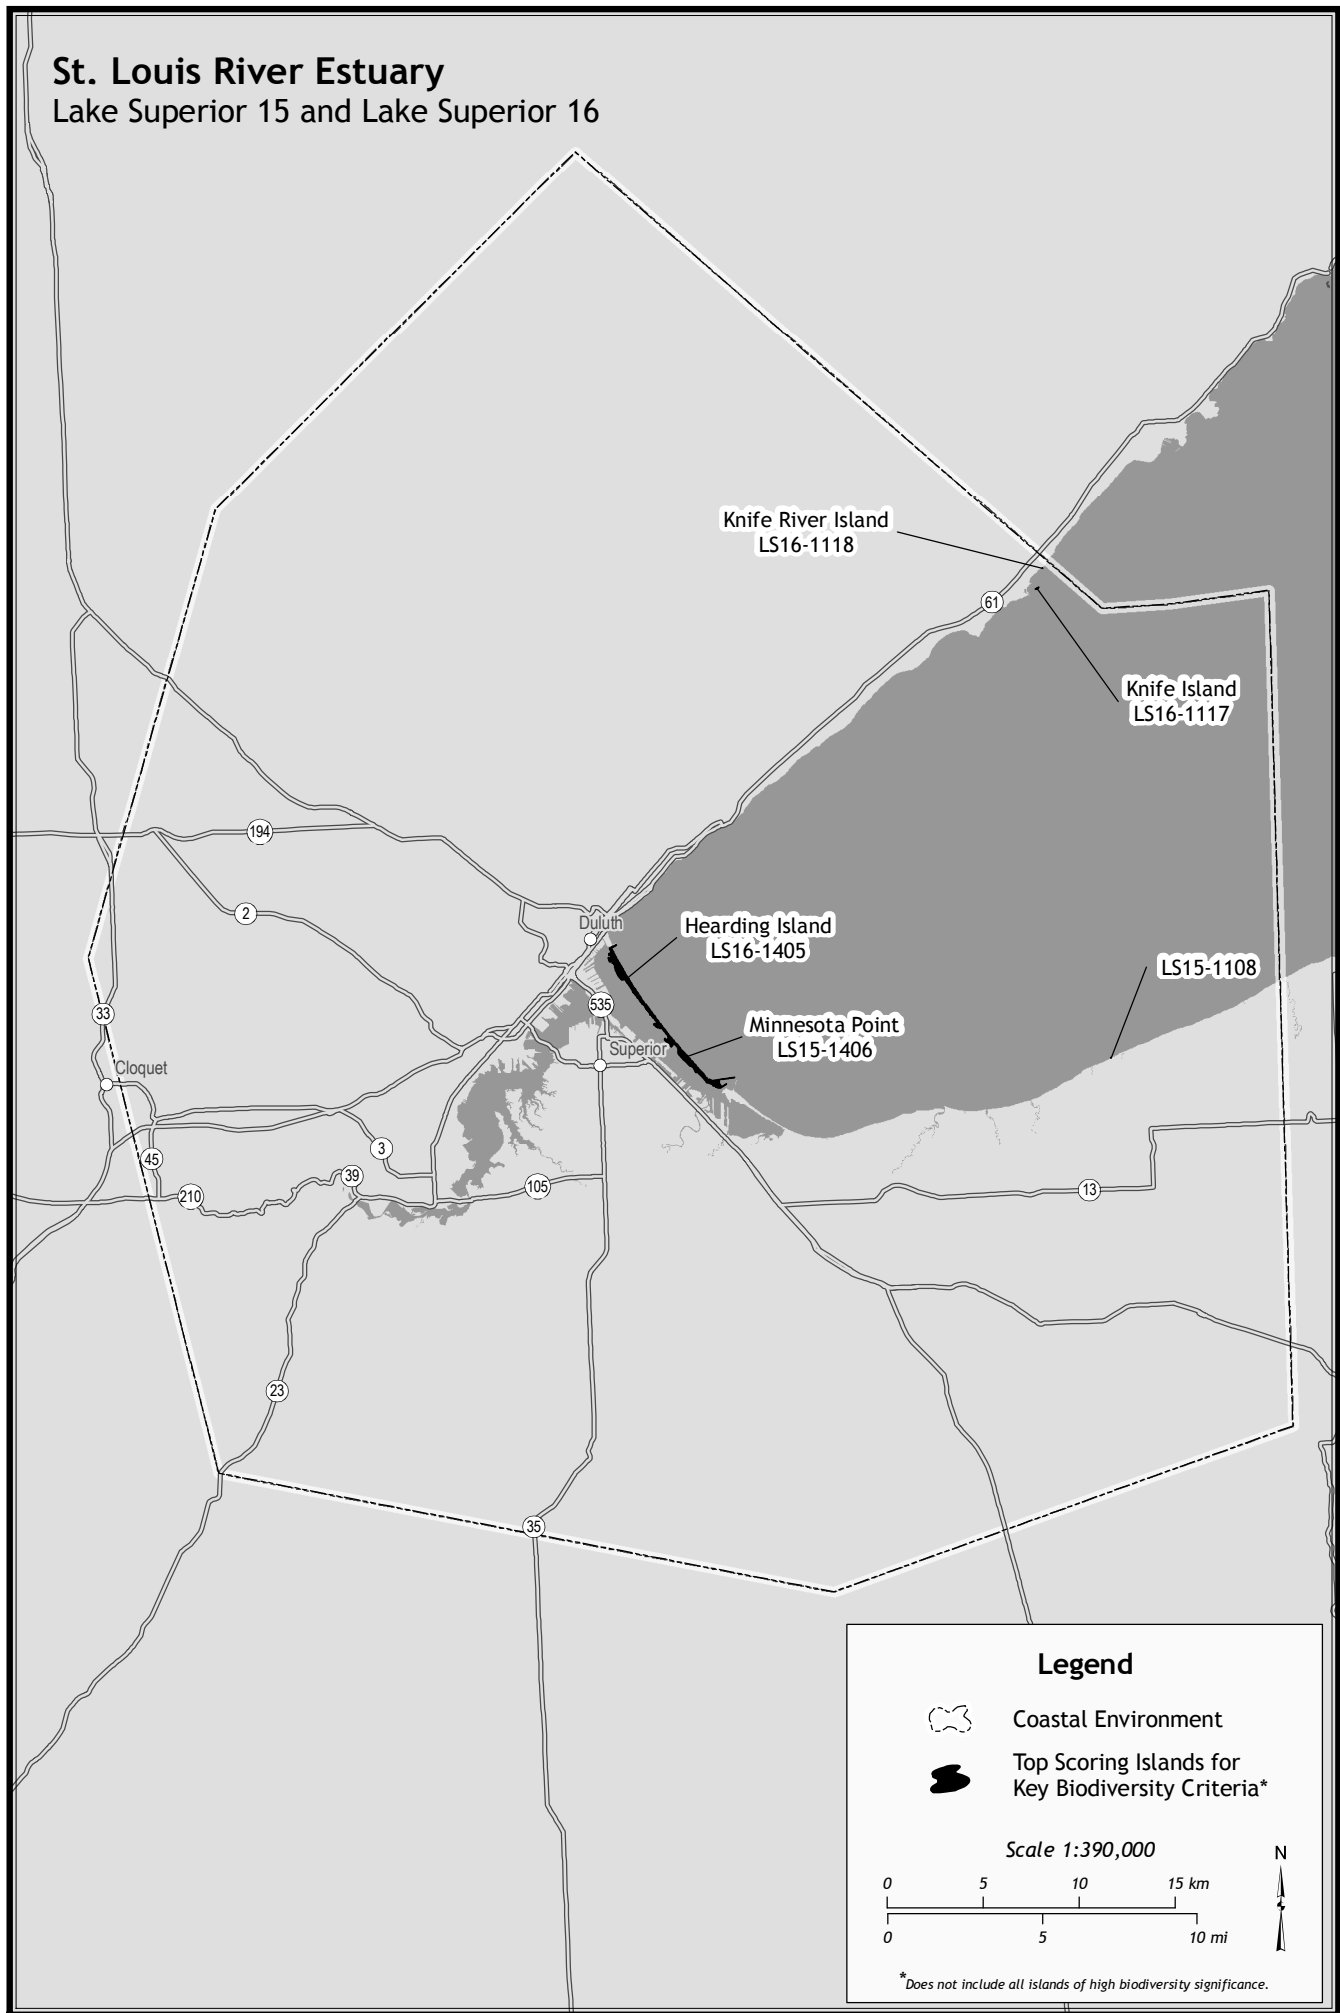 St. Louis River Estuary
Lake Superior 15 and Lake Superior 16
Knife River Island
LS16-1118
61
Knife Island
LS16-1117
194
2
Duluth
Hearding Island
LS16-1405
LS15-1108
33
535
Minnesota Point
LS15-1406
Superior
Cloquet
3
45
39
210
105
13
23
35
Legend
Coastal Environment
Top Scoring Islands for
Key Biodiversity Criteria*
Scale 1:390,000
N
0 5 10 15 km
0 5 10 mi
*Does not include all islands of high biodiversity significance.